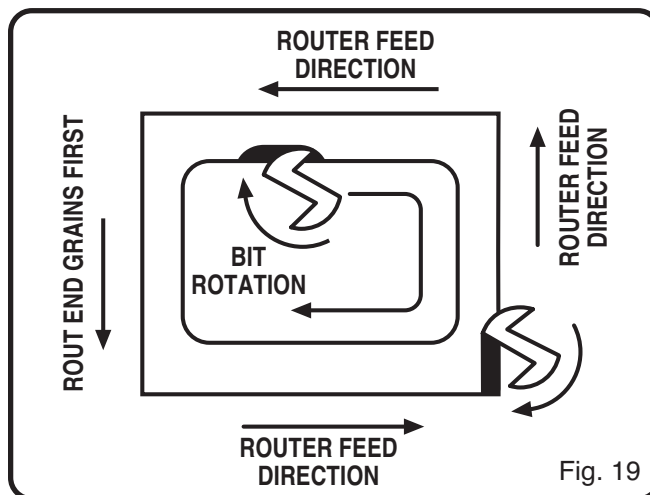 ROUTER FEED
DIRECTION
ROUT END GRAINS FIRST
ROUTER FEED
DIRECTION
BIT
ROTATION
ROUTER FEED
DIRECTION
Fig. 19